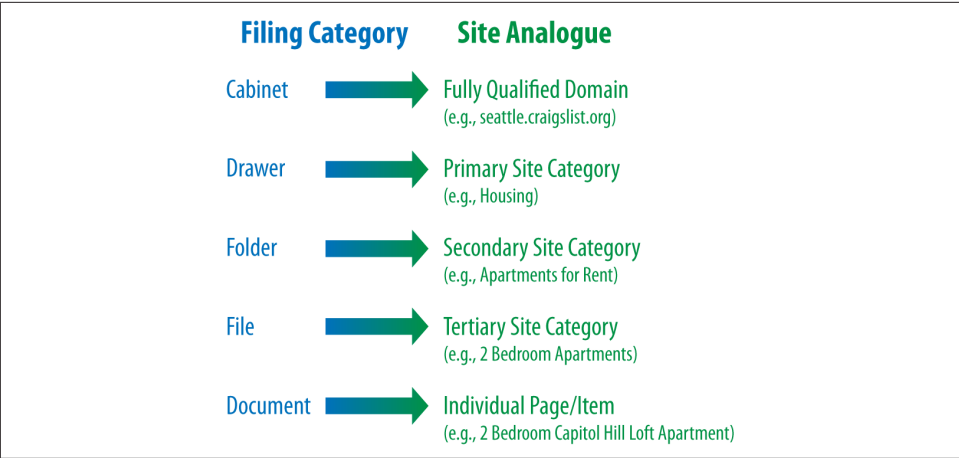 Filing Category Site Analogue
Cabinet Fully Qualified Domain
(e.g., seattle.craigslist.org)
Drawer Primary Site Category
(e.g., Housing)
Folder Secondary Site Category
(e.g., Apartments for Rent)
File Tertiary Site Category
(e.g., 2 Bedroom Apartments)
Document Individual Page/Item
(e.g., 2 Bedroom Capitol Hill Loft Apartment)